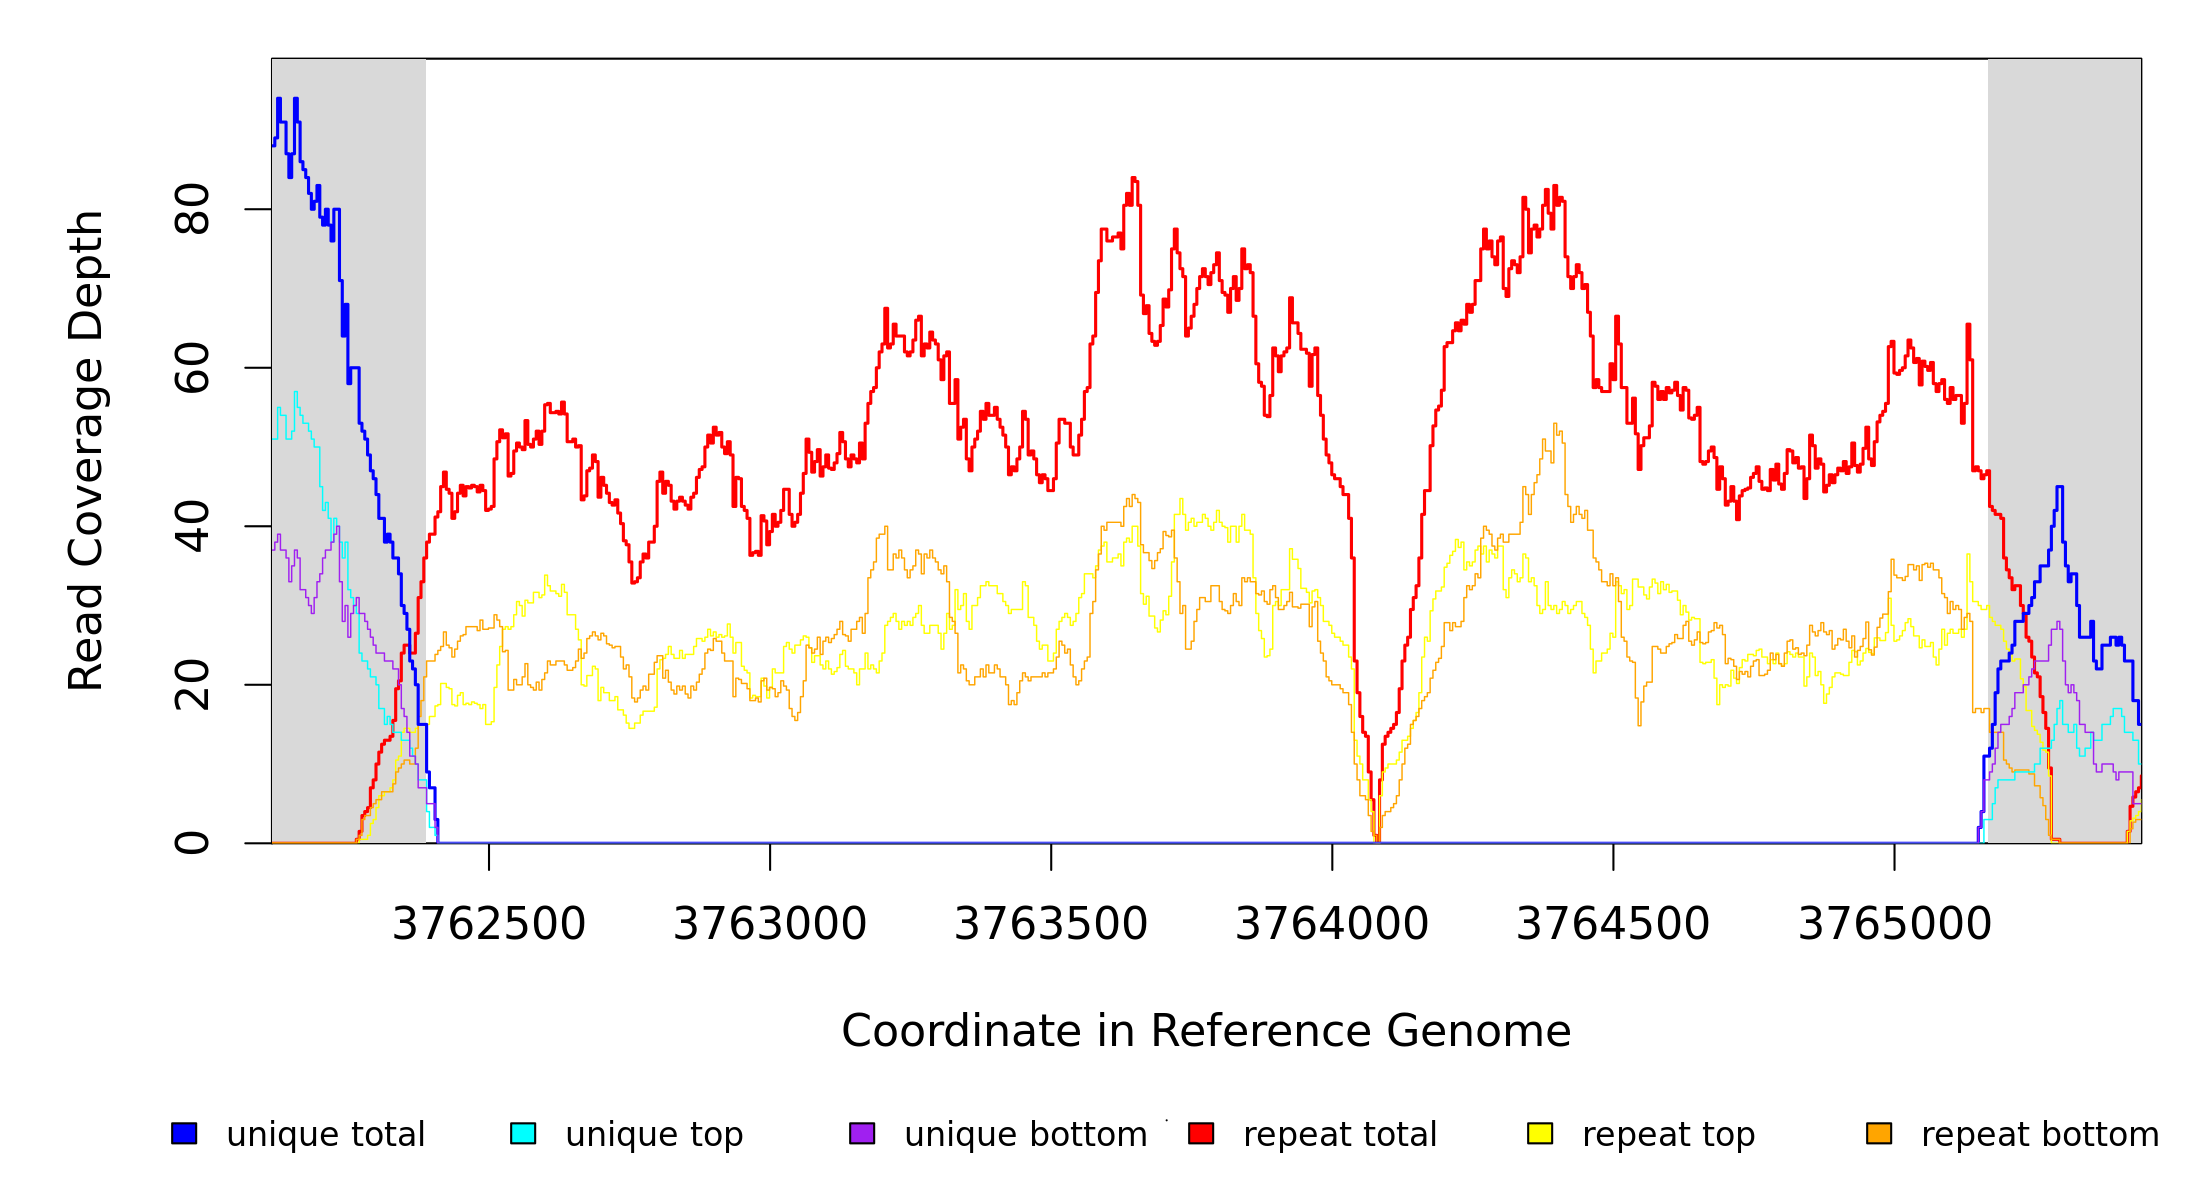 Read Coverage Depth
80
60
40
20
0
3762500 3763000 3763500 3764000 3764500 3765000
Coordinate in Reference Genome
unique total unique top unique bottom repeat total repeat top repeat bottom